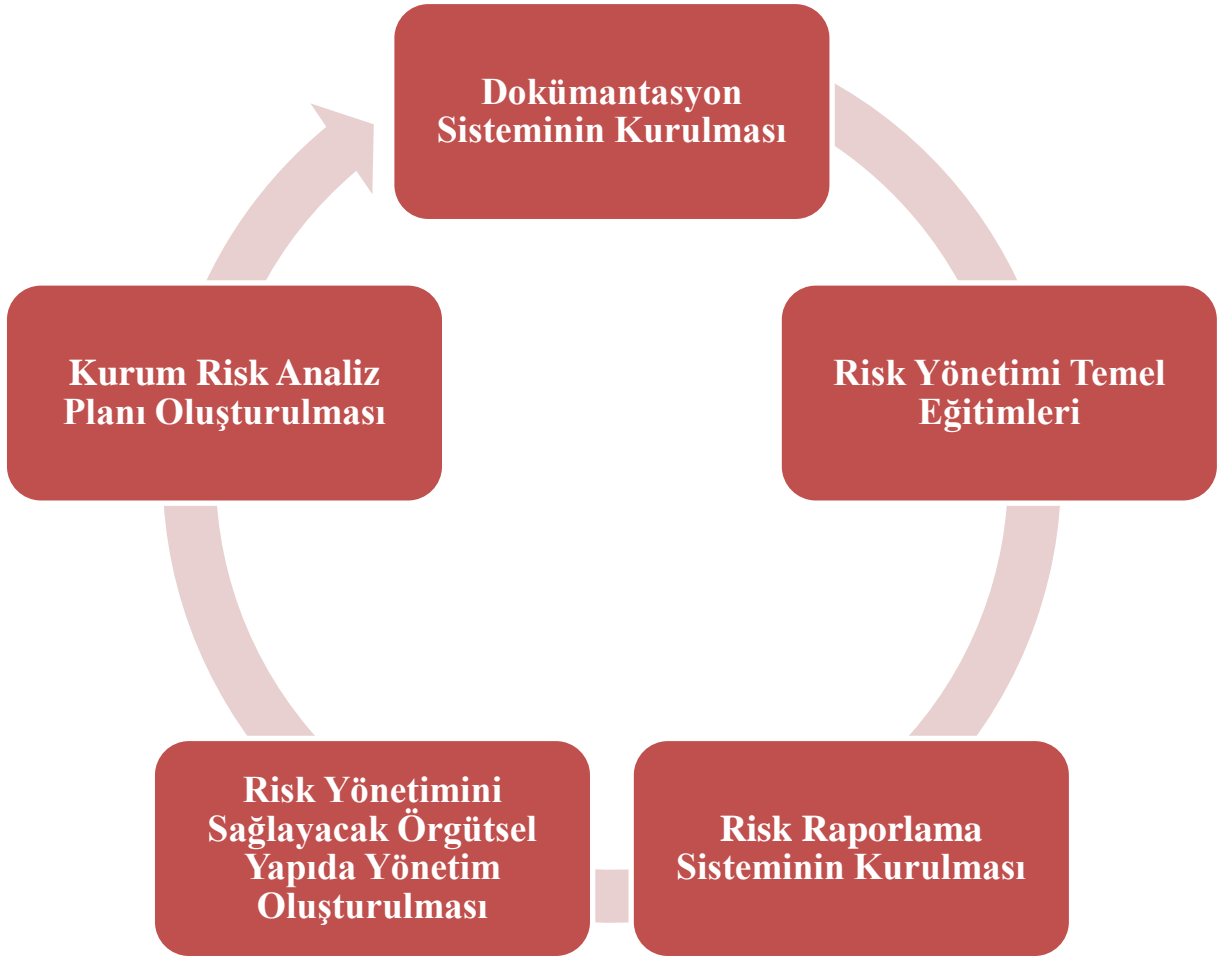 Dokümantasyon
Sisteminin Kurulması
Risk Yönetimi Temel
Eğitimleri
Risk Raporlama
Sisteminin Kurulması
Risk Yönetimini
Sağlayacak Örgütsel
Yapıda Yönetim
Oluşturulması
Kurum Risk Analiz
Planı Oluşturulması